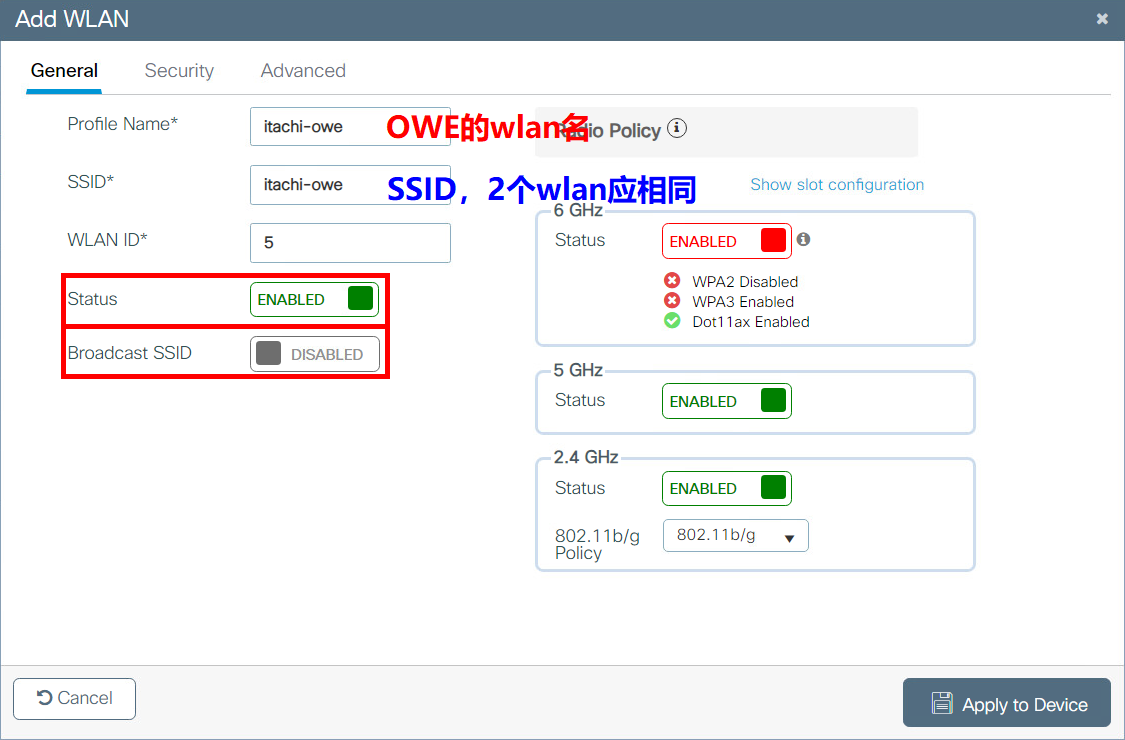 Add WLAN
General
Security
Advanced
Profile Name*
itachi-owe
OWE的wlan名
SSID*
itachi-owe
SSID，2个wlan应相同
WLAN ID*
5
Status
ENABLED
Broadcast SSID
DISABLED
Radio Policy
Show slot configuration
6 GHz
Status
ENABLED
WPA2 Disabled
WPA3 Enabled
Dot11ax Enabled
5 GHz
Status
ENABLED
2.4 GHz
Status
ENABLED
802.11b/g
Policy
802.11b/g
Cancel
Apply to Device